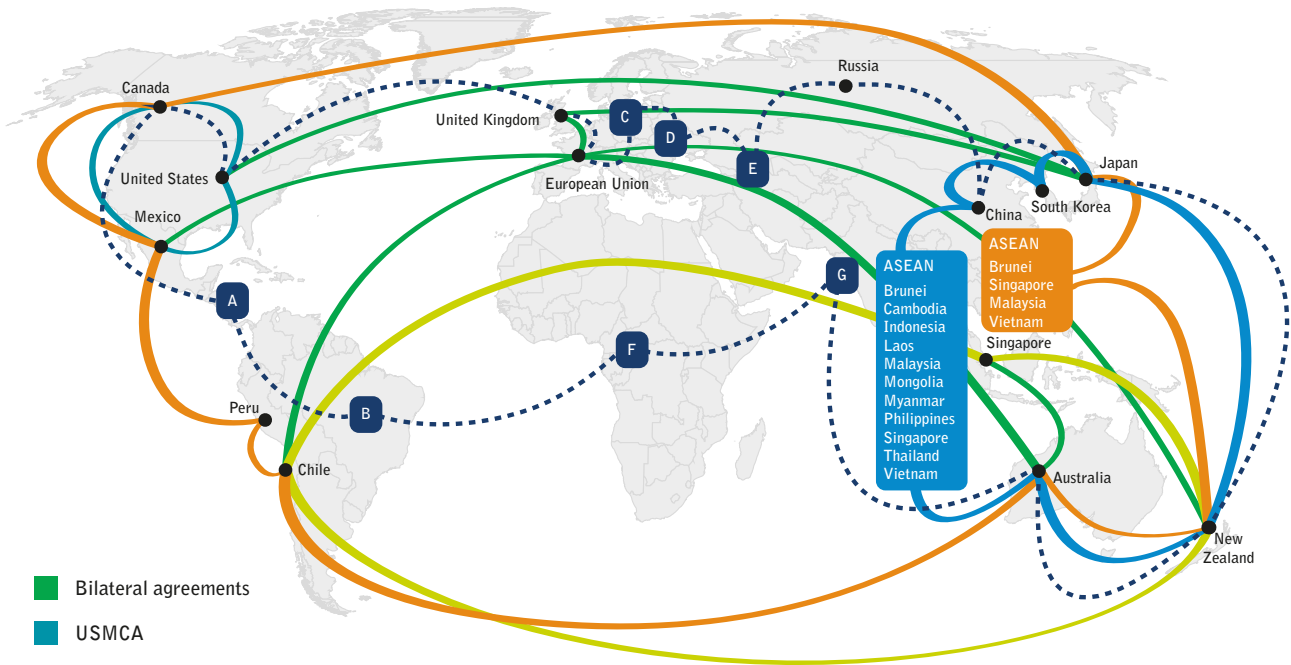 Canada
Russia
United Kingdom
C
D
E
Japan
United States
European Union
South Korea
China
Mexico
ASEAN
Brunei
Singapore
Malaysia
Vietnam
ASEAN
Brunei
Cambodia
Indonesia
Laos
Malaysia
Mongolia
Myanmar
Philippines
Singapore
Thailand
Vietnam
G
A
Singapore
F
Peru
B
Chile
Australia
New
Zealand
Bilateral agreements
USMCA